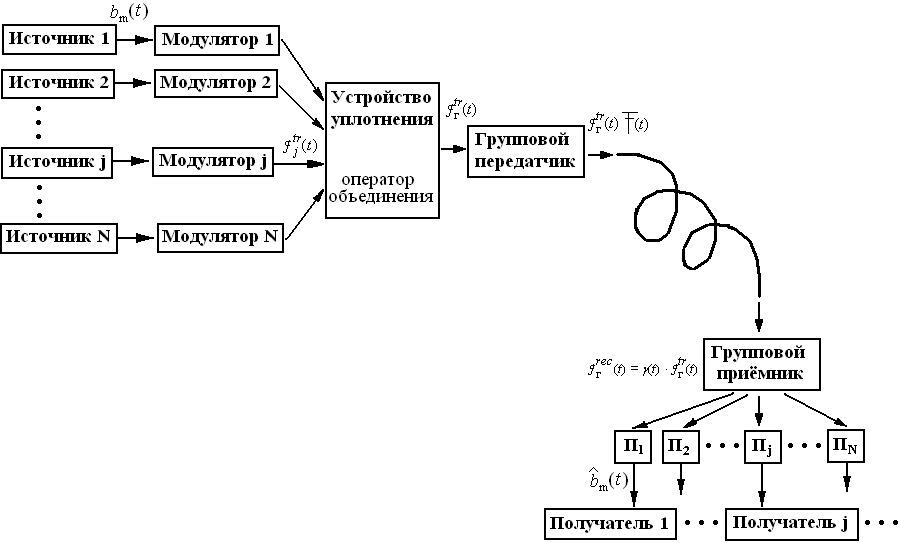 b_m(t)
Источник 1
Модулятор 1
Источник 2
Модулятор 2
Устройство
уплотнения
f_г^tr(t)
f_г^tr(t) (t)
Групповой
передатчик
Источник j
Модулятор j
f_j^tr(t)
оператор
объединения
Источник N
Модулятор N
Групповой
приёмник
f_г^rec(t) = γ(t) · f_г^tr(t)
П1
П2
Пj
ПN
b̂_m(t)
Получатель 1
Получатель j